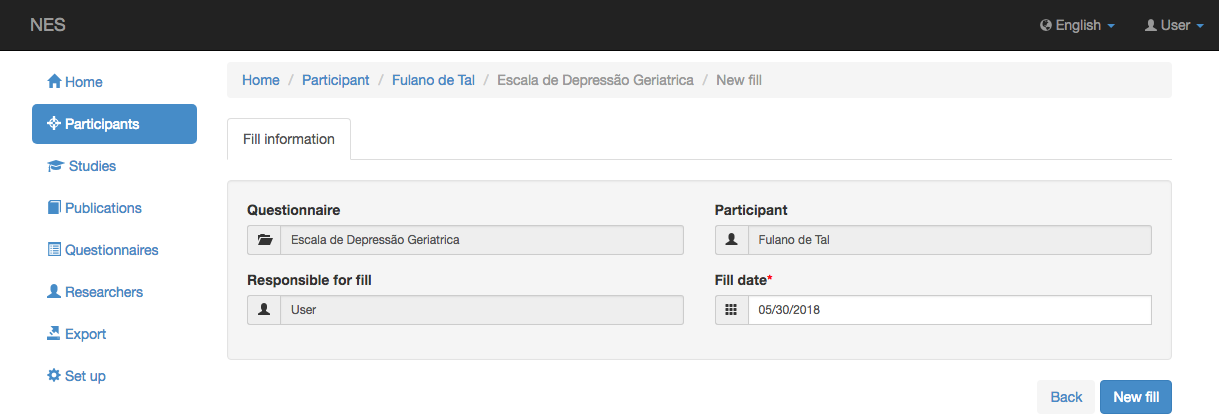 NES
English
User
Home
Participants
Studies
Publications
Questionnaires
Researchers
Export
Set up
Home / Participant / Fulano de Tal / Escala de Depressão Geriatrica / New fill
Fill information
Questionnaire
Escala de Depressão Geriatrica
Participant
Fulano de Tal
Responsible for fill
User
Fill date*
05/30/2018
Back
New fill